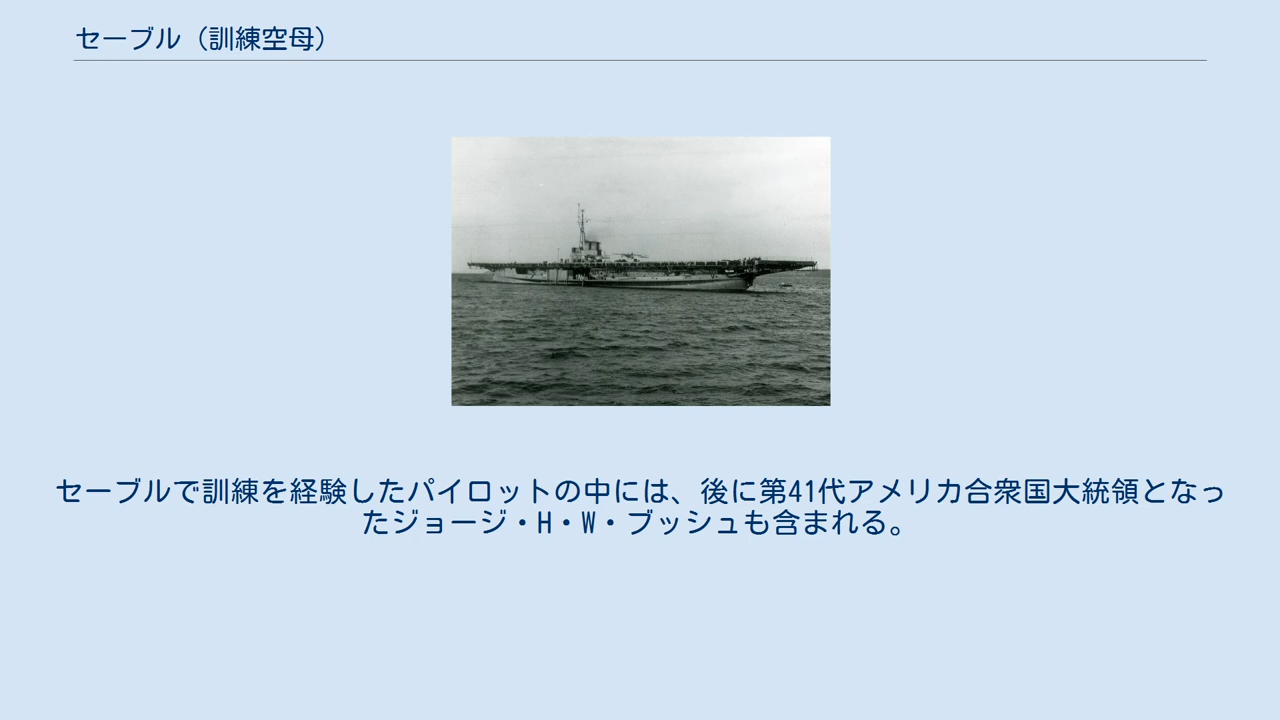 セーブル（訓練空母）
セーブルで訓練を経験したパイロットの中には、後に第41代アメリカ合衆国大統領となっ
たジョージ・H・W・ブッシュも含まれる。